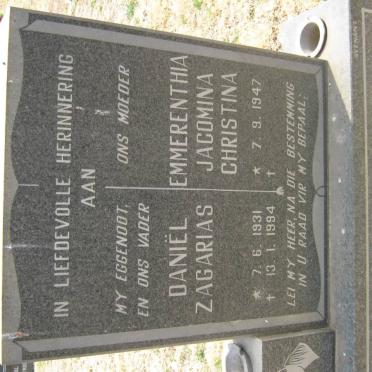 IN LIEFDEVOLLE HERINNERING
AAN
MY EGGENOOT,
EN ONS VADER
DANIËL
ZAGARIAS
* 7. 6. 1931
† 13. 1. 1994
ONS MOEDER
EMMERENTHIA
JACOMINA
CHRISTINA
* 7. 9. 1947
†
LEI MY HEER, NA DIE BESTEMMING
IN U RAAD VIR MY BEPAAL: